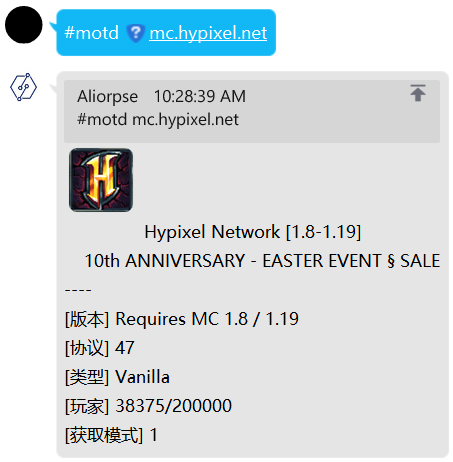 #motd mc.hypixel.net
Aliorpse 10:28:39 AM
#motd mc.hypixel.net
H
Hypixel Network [1.8-1.19]
10th ANNIVERSARY - EASTER EVENT § SALE
----
[版本] Requires MC 1.8 / 1.19
[协议] 47
[类型] Vanilla
[玩家] 38375/200000
[获取模式] 1